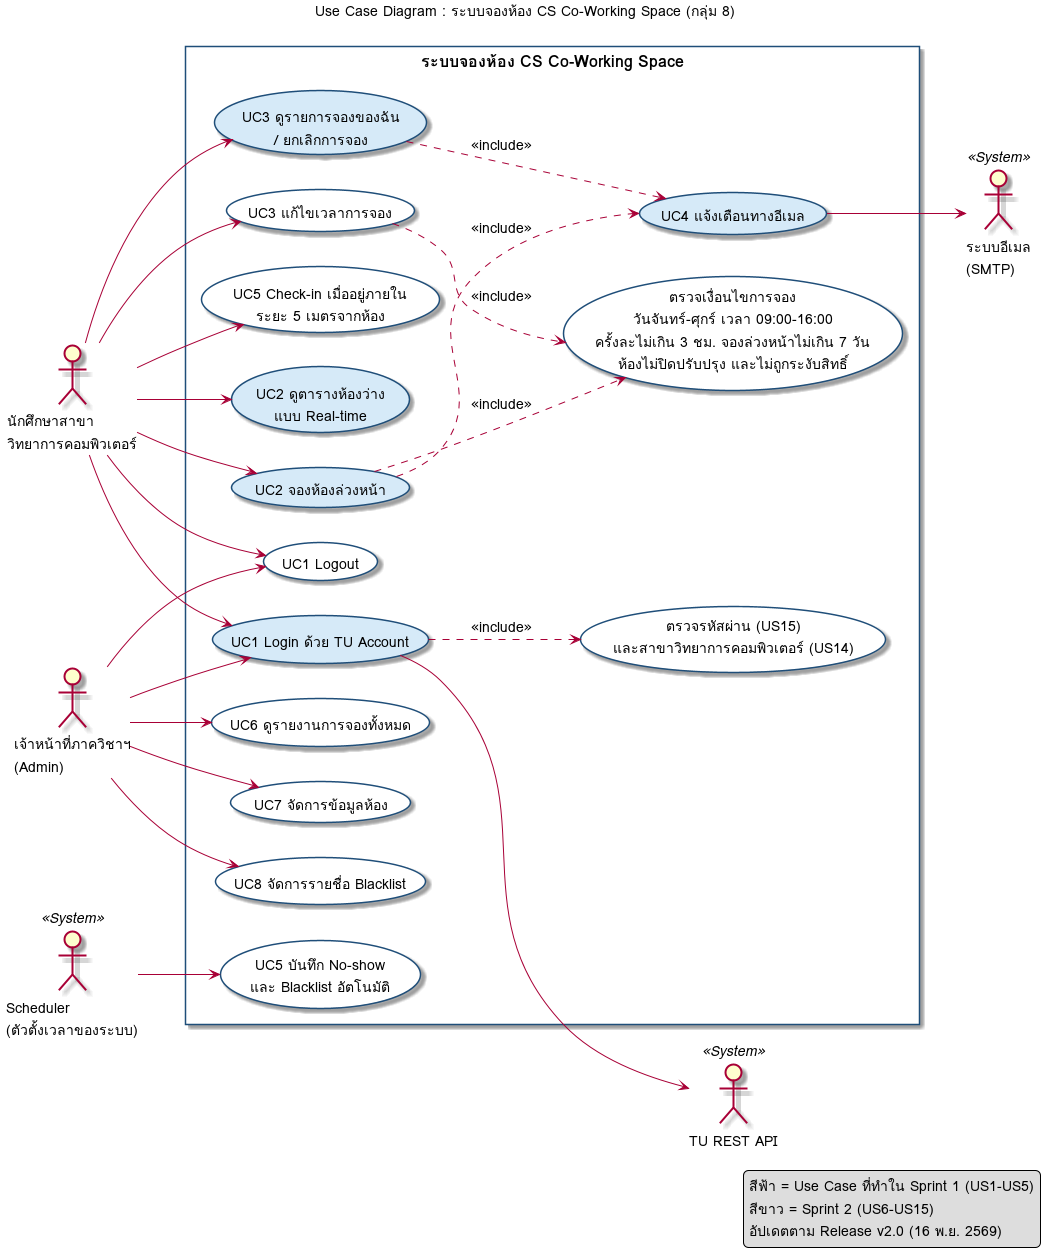 Use Case Diagram : ระบบจองห้อง CS Co-Working Space (กลุ่ม 8)
ระบบจองห้อง CS Co-Working Space
UC3 ดูรายการจองของฉัน
/ ยกเลิกการจอง
«include»
«System»
ระบบอีเมล
(SMTP)
UC3 แก้ไขเวลาการจอง
UC4 แจ้งเตือนทางอีเมล
«include»
UC5 Check-in เมื่ออยู่ภายใน
ระยะ 5 เมตรจากห้อง
«include»
ตรวจเงื่อนไขการจอง
วันจันทร์-ศุกร์ เวลา 09:00-16:00
ครั้งละไม่เกิน 3 ชม. จองล่วงหน้าไม่เกิน 7 วัน
ห้องไม่ปิดปรับปรุง และไม่ถูกระงับสิทธิ์
นักศึกษาสาขา
วิทยาการคอมพิวเตอร์
UC2 ดูตารางห้องว่าง
แบบ Real-time
«include»
UC2 จองห้องล่วงหน้า
UC1 Logout
UC1 Login ด้วย TU Account
«include»
ตรวจรหัสผ่าน (US15)
และสาขาวิทยาการคอมพิวเตอร์ (US14)
เจ้าหน้าที่ภาควิชาฯ
(Admin)
UC6 ดูรายงานการจองทั้งหมด
UC7 จัดการข้อมูลห้อง
UC8 จัดการรายชื่อ Blacklist
«System»
Scheduler
(ตัวตั้งเวลาของระบบ)
UC5 บันทึก No-show
และ Blacklist อัตโนมัติ
«System»
TU REST API
สีฟ้า = Use Case ที่ทำใน Sprint 1 (US1-US5)
สีขาว = Sprint 2 (US6-US15)
อัปเดตตาม Release v2.0 (16 พ.ย. 2569)